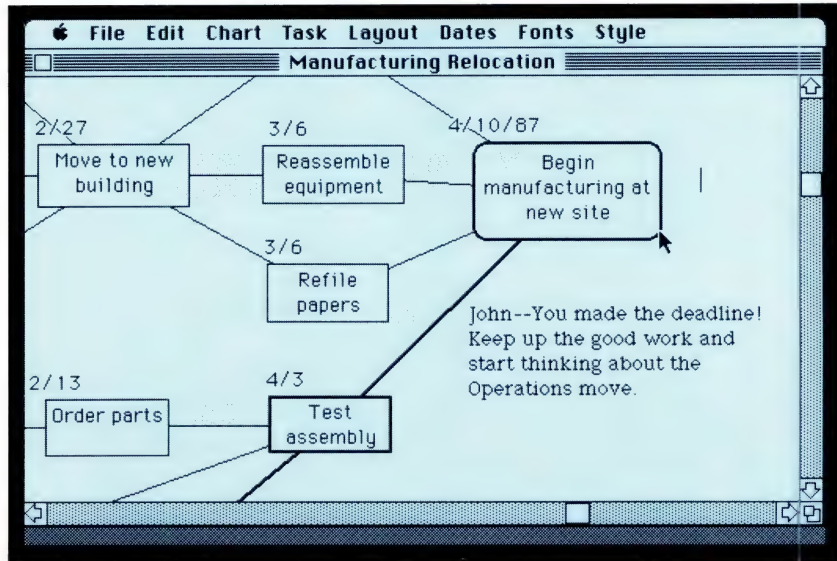 File Edit Chart Task Layout Dates Fonts Style
Manufacturing Relocation
2/27
Move to new
building
3/6
Reassemble
equipment
4/10/87
Begin
manufacturing at
new site
3/6
Refile
papers
John--You made the deadline!
Keep up the good work and
start thinking about the
Operations move.
2/13
Order parts
4/3
Test
assembly